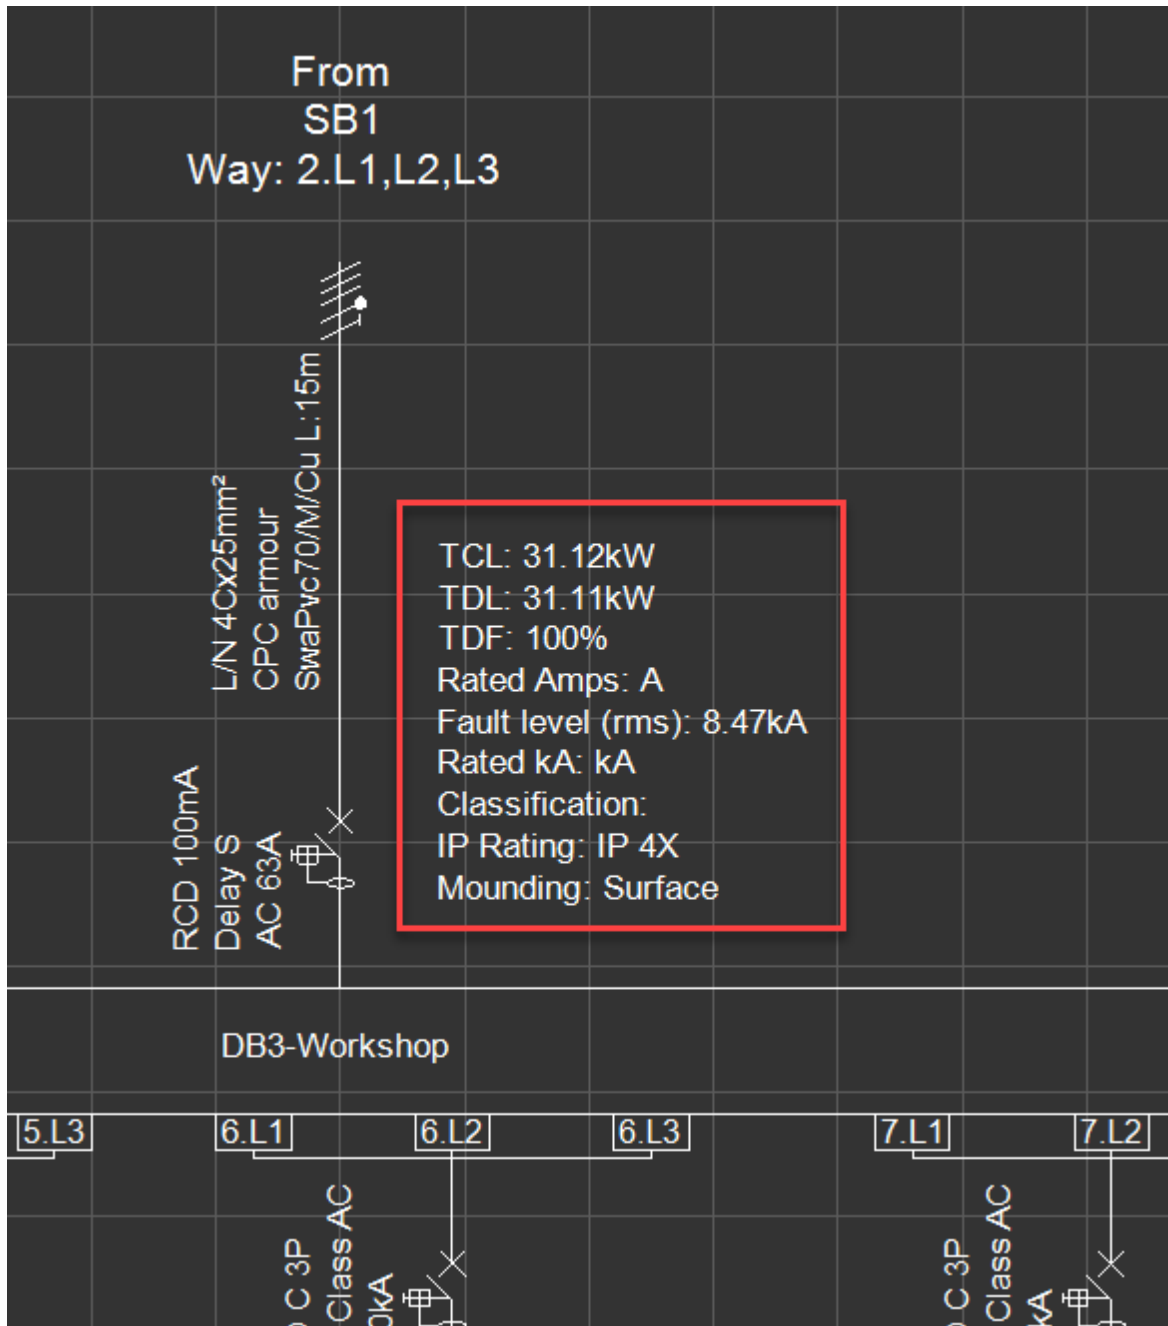 From
SB1
Way: 2.L1,L2,L3
L/N 4Cx25mm²
CPC armour
SwaPvc70/M/Cu L:15m
TCL: 31.12kW
TDL: 31.11kW
TDF: 100%
Rated Amps: A
Fault level (rms): 8.47kA
Rated kA: kA
Classification:
IP Rating: IP 4X
Mounding: Surface
RCD 100mA
Delay S
AC 63A
DB3-Workshop
5.L3
6.L1
6.L2
6.L3
7.L1
7.L2
C 3P
Class AC
0kA
C 3P
Class AC
kA